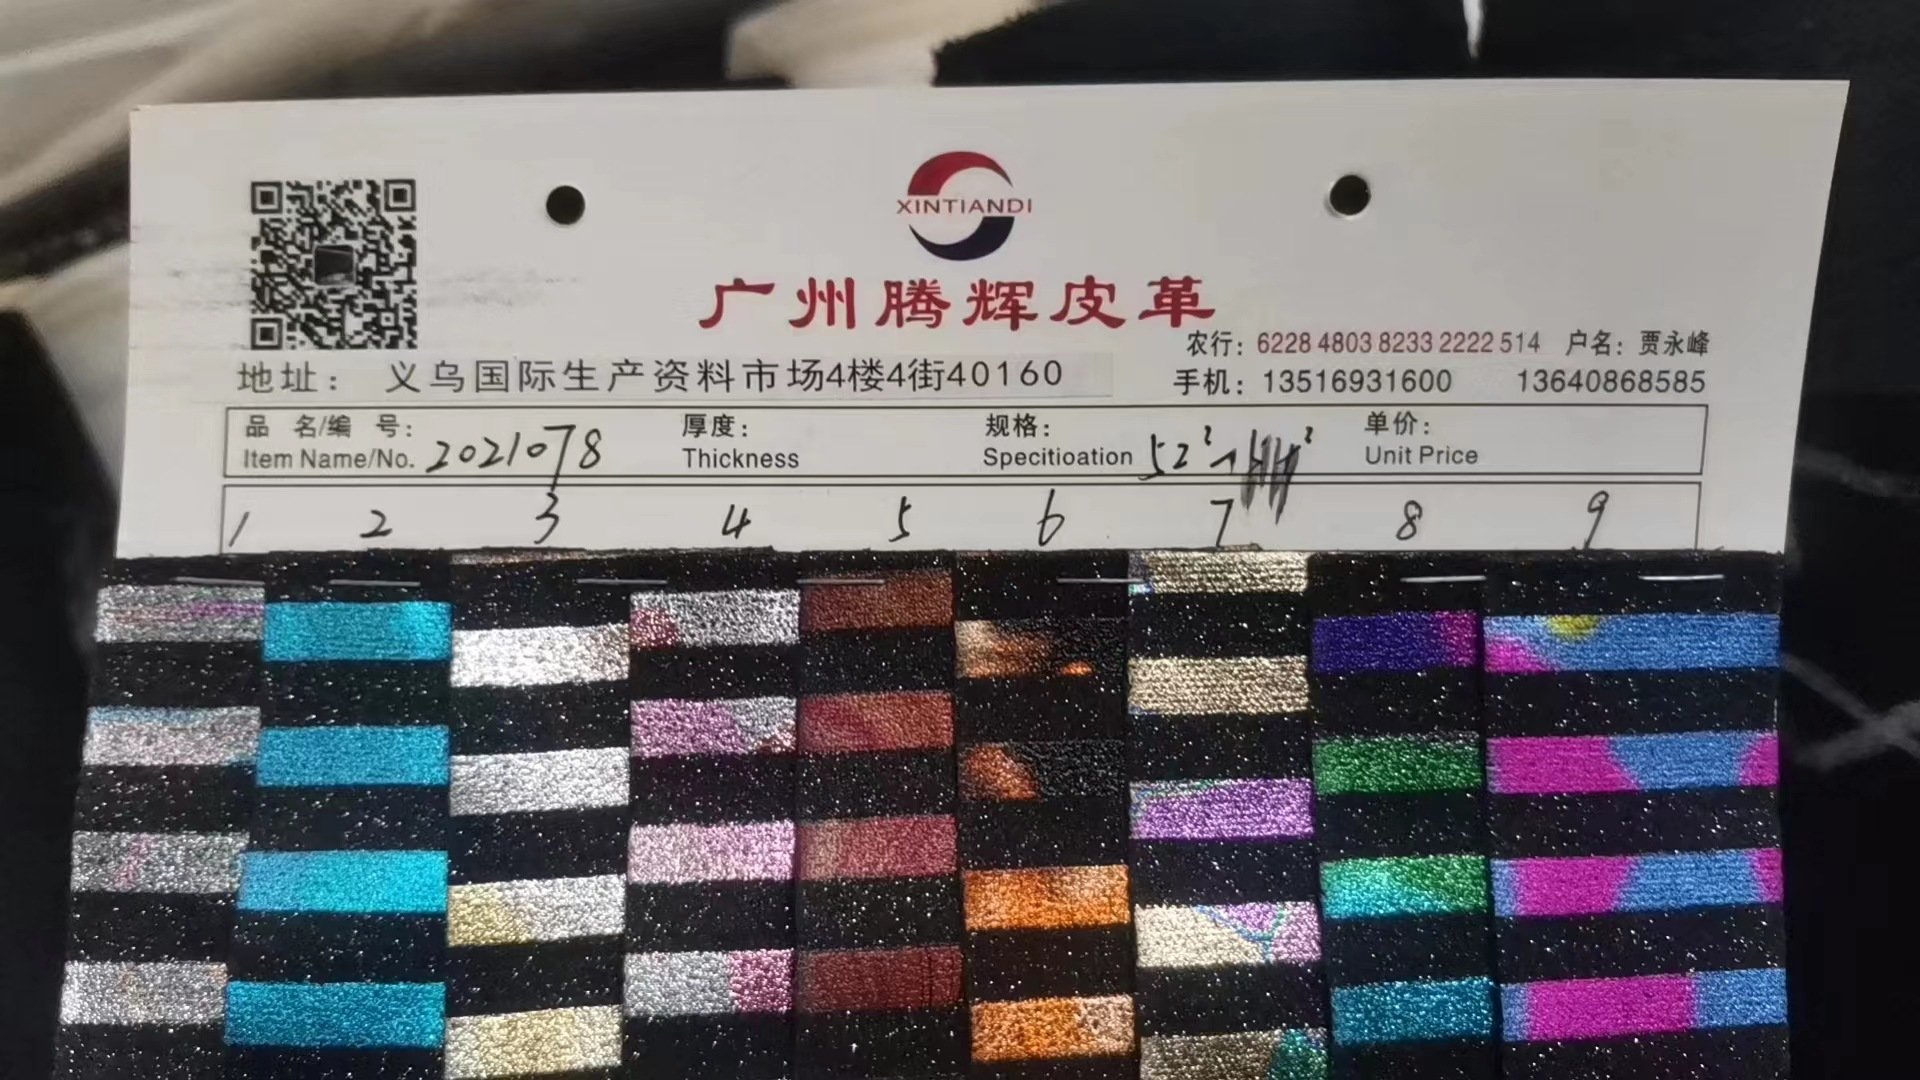 XINTIANDI
广州腾辉皮革
农行：6228 4803 8233 2222 514 户名：贾永峰
地址： 义乌国际生产资料市场4楼4街40160
手机：13516931600 13640868585
品 名/编 号： 厚度： 规格： 单价：
Item Name/No. 2021078 Thickness Specitioation 52" Unit Price
1 2 3 4 5 6 7 8 9